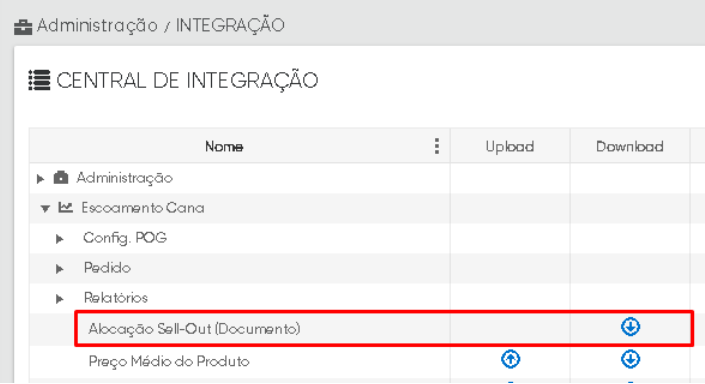 Administração / INTEGRAÇÃO
CENTRAL DE INTEGRAÇÃO
Nome Upload Download
Administração
Escoamento Cana
Config. POG
Pedido
Relatórios
Alocação Sell-Out (Documento)
Preço Médio do Produto